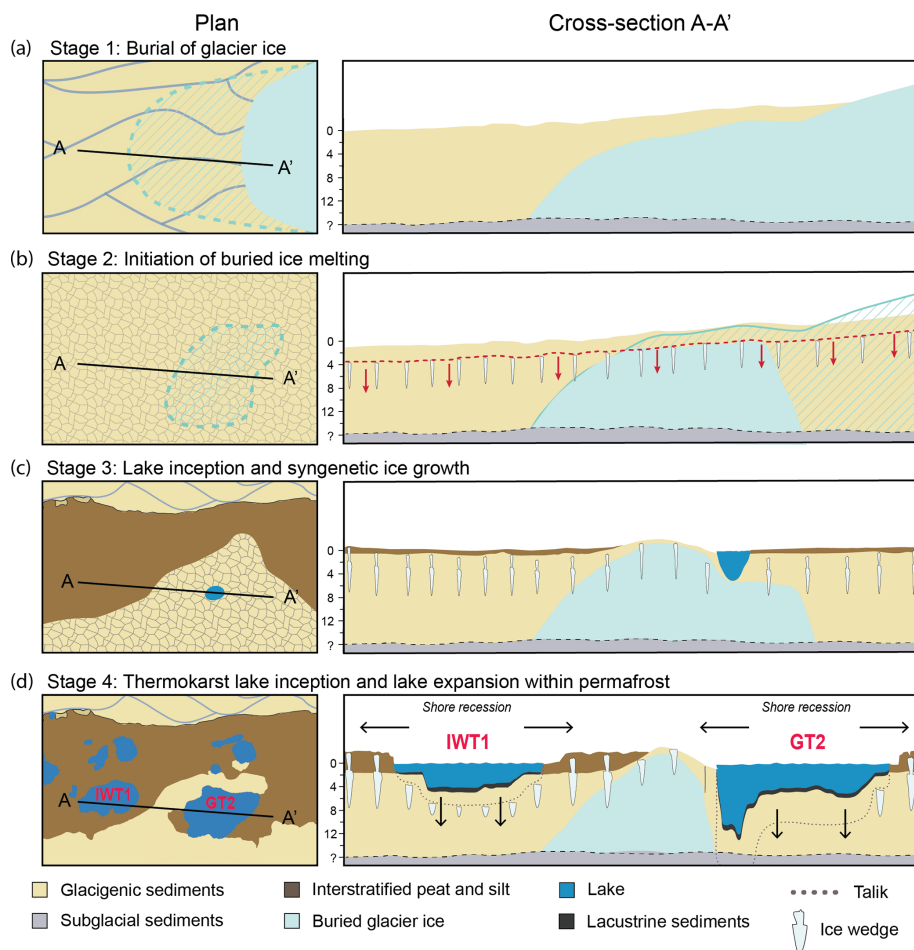 Plan
Cross-section A-A'
(a) Stage 1: Burial of glacier ice
A
A'
0
4
8
12
?
(b) Stage 2: Initiation of buried ice melting
A
A'
0
4
8
12
?
(c) Stage 3: Lake inception and syngenetic ice growth
A
A'
0
4
8
12
?
(d) Stage 4: Thermokarst lake inception and lake expansion within permafrost
A
IWT1
GT2
A'
Shore recession
Shore recession
IWT1
GT2
0
4
8
12
?
Glacigenic sediments
Interstratified peat and silt
Lake
Talik
Subglacial sediments
Buried glacier ice
Lacustrine sediments
Ice wedge